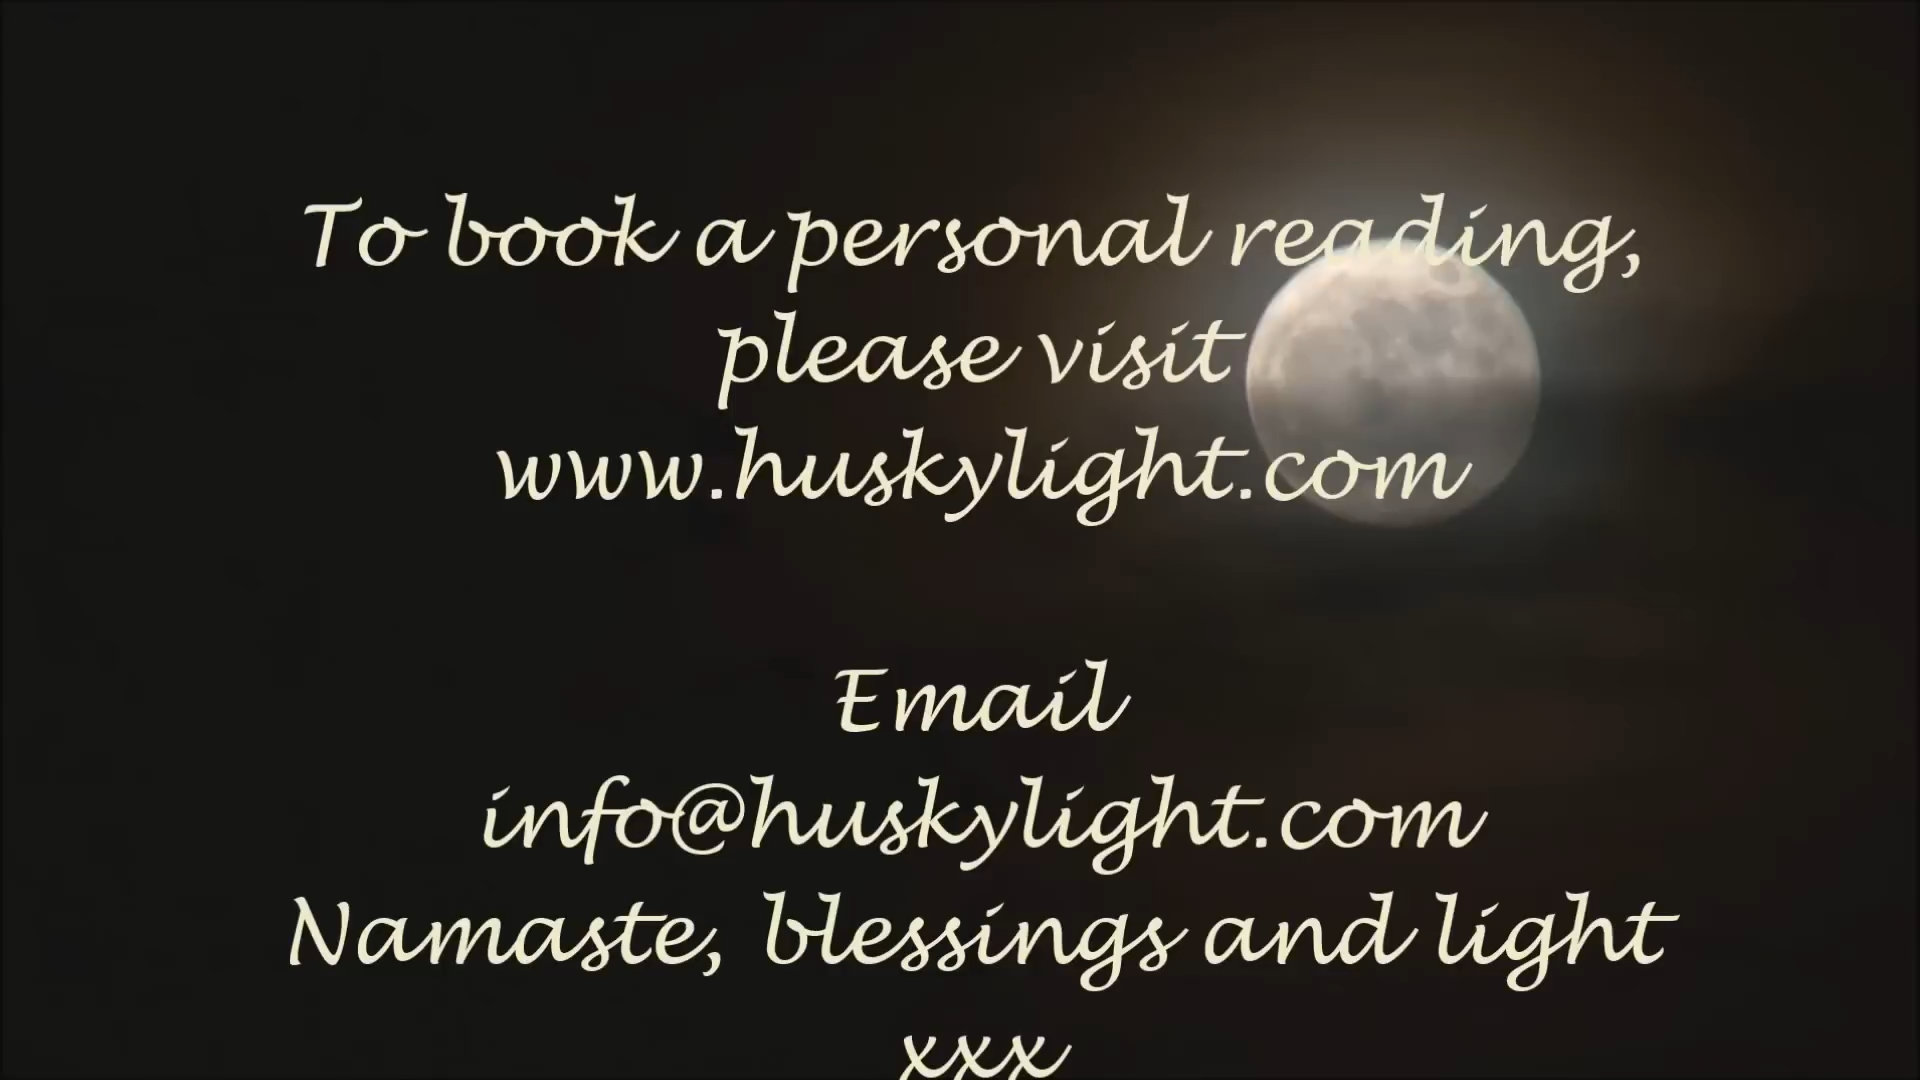 To book a personal reading,
please visit
www.huskylight.com
Email
info@huskylight.com
Namaste, blessings and light
xxx